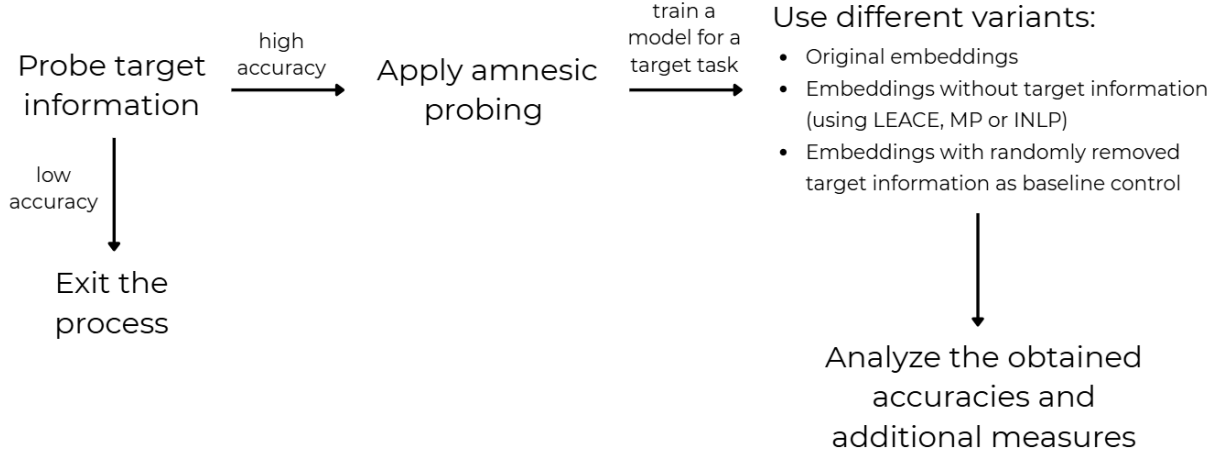 Probe target
information
high
accuracy
Apply amnesic
probing
train a
model for a
target task
Use different variants:
• Original embeddings
• Embeddings without target information
(using LEACE, MP or INLP)
• Embeddings with randomly removed
target information as baseline control
low
accuracy
Exit the
process
Analyze the obtained
accuracies and
additional measures